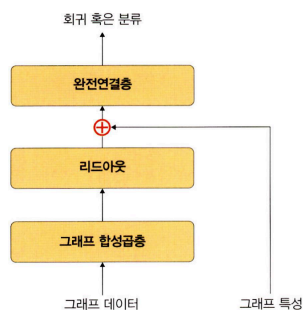 회귀 혹은 분류
완전연결층
리드아웃
그래프 합성곱층
그래프 데이터
그래프 특성